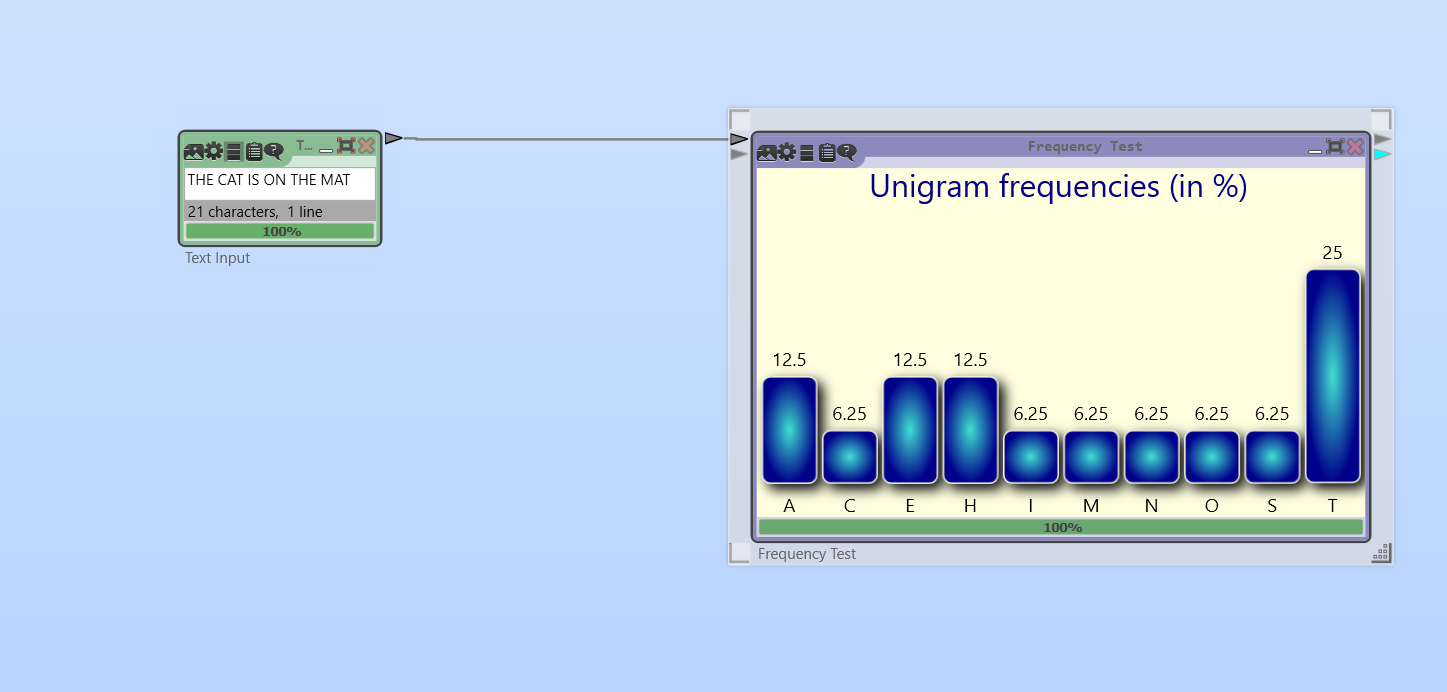 T...
THE CAT IS ON THE MAT
21 characters,  1 line
100%
Text Input
Frequency Test
Unigram frequencies (in %)
25
12.5 12.5 12.5
6.25 6.25 6.25 6.25 6.25 6.25
A C E H I M N O S T
100%
Frequency Test